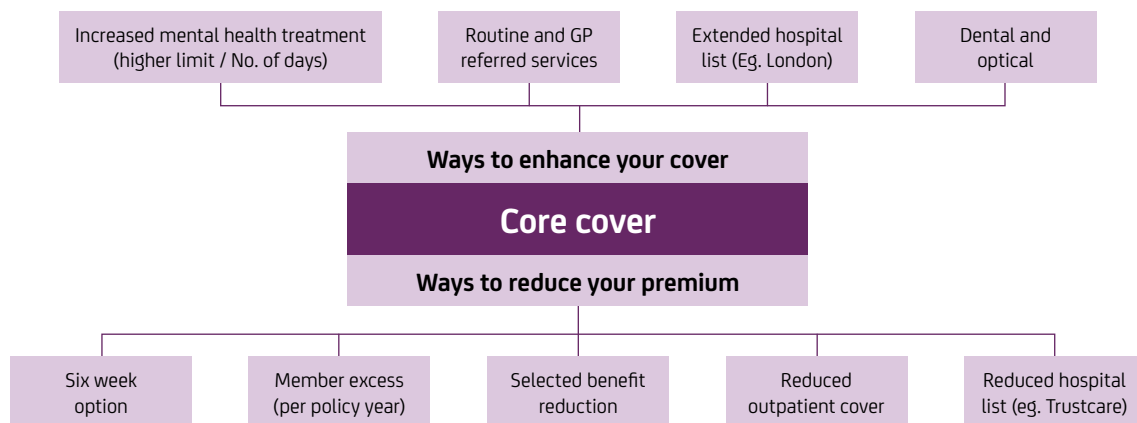 Increased mental health treatment
(higher limit / No. of days)
Routine and GP
referred services
Extended hospital
list (Eg. London)
Dental and
optical
Ways to enhance your cover
Core cover
Ways to reduce your premium
Six week
option
Member excess
(per policy year)
Selected benefit
reduction
Reduced
outpatient cover
Reduced hospital
list (eg. Trustcare)